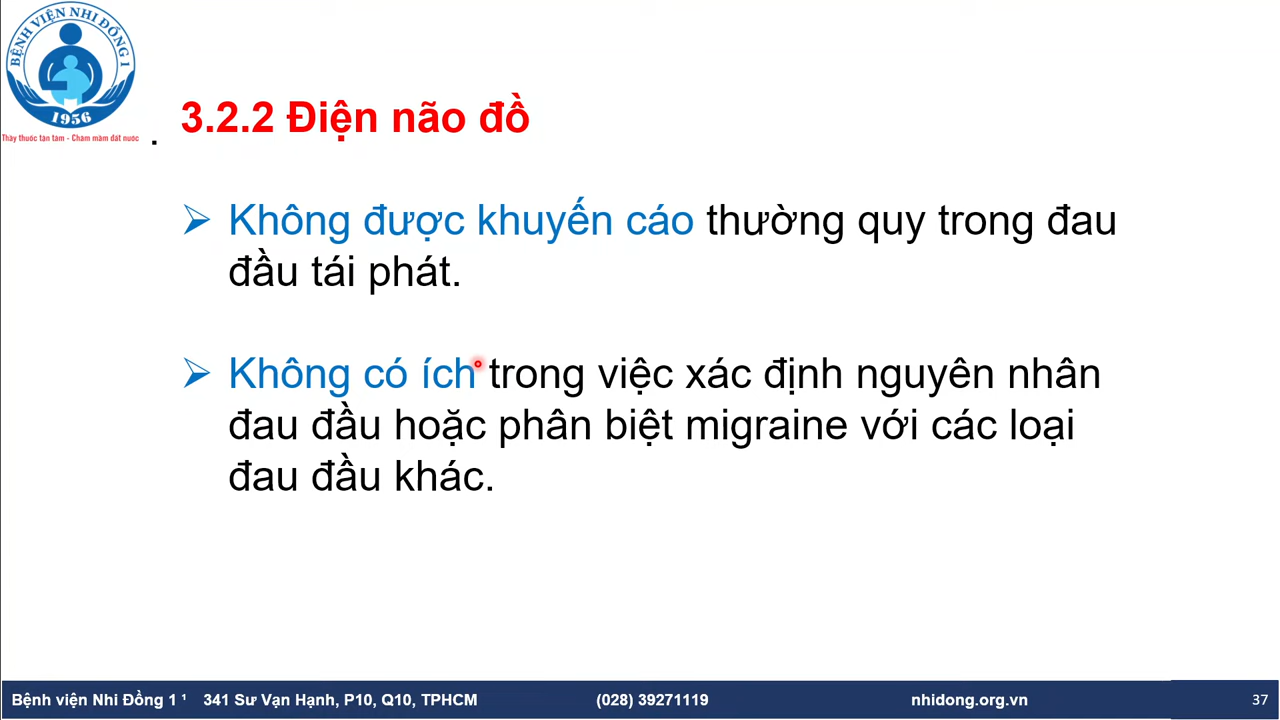 BỆNH VIỆN NHI ĐỒNG 1
1956
Thầy thuốc tận tâm - Chăm mầm đất nước
.
3.2.2 Điện não đồ
➢ Không được khuyến cáo thường quy trong đau
đầu tái phát.
➢ Không có ích trong việc xác định nguyên nhân
đau đầu hoặc phân biệt migraine với các loại
đau đầu khác.
Bệnh viện Nhi Đồng 1 ¹ 341 Sư Vạn Hạnh, P10, Q10, TPHCM (028) 39271119 nhidong.org.vn 37